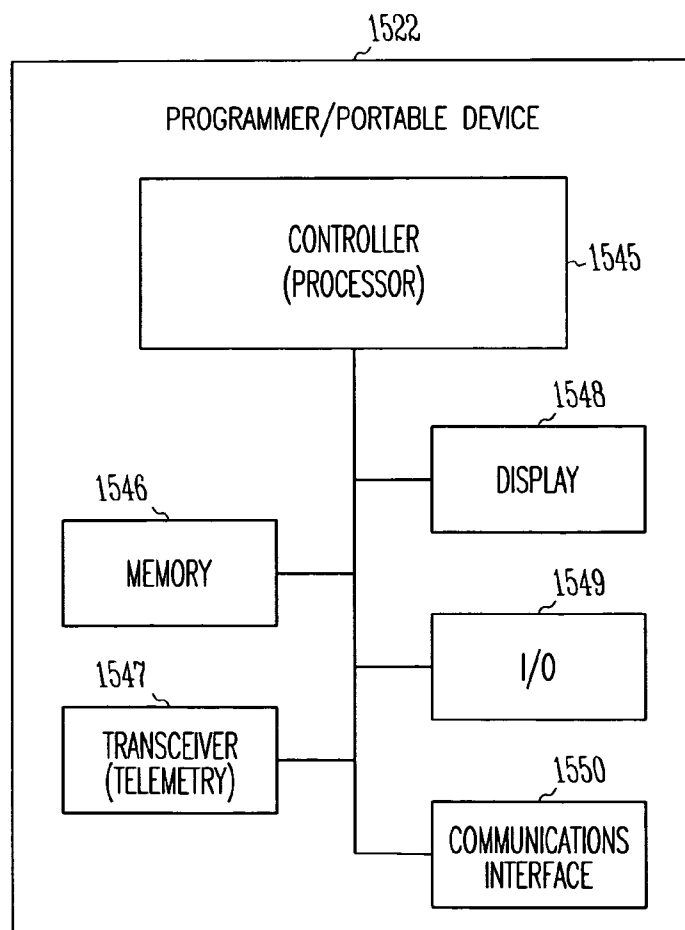 1522
PROGRAMMER/PORTABLE DEVICE
CONTROLLER
(PROCESSOR)
1545
1548
DISPLAY
1546
MEMORY
1549
I/O
1547
TRANSCEIVER
(TELEMETRY)
1550
COMMUNICATIONS
INTERFACE